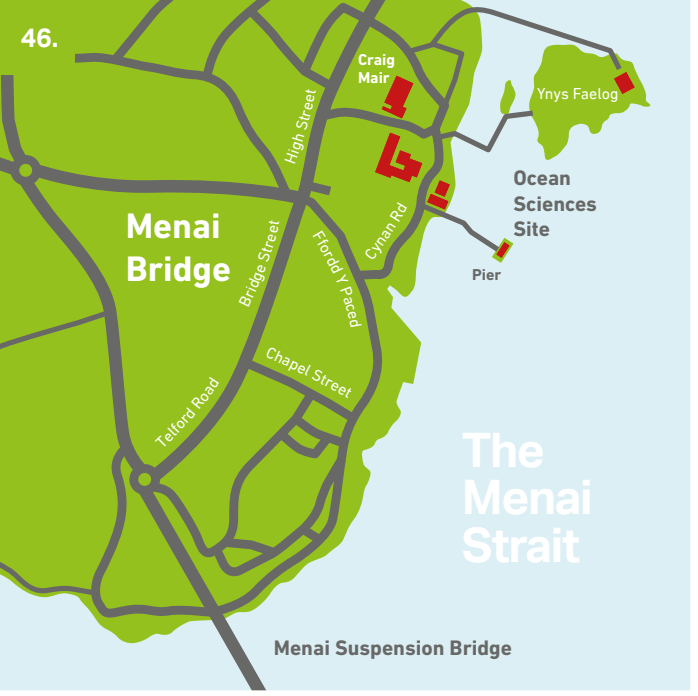 46.
Craig
Mair
Ynys Faelog
High Street
Ocean
Sciences
Site
Menai
Bridge
Cynan Rd
Bridge Street
Ffordd Y Paced
Pier
Chapel Street
Telford Road
The
Menai
Strait
Menai Suspension Bridge